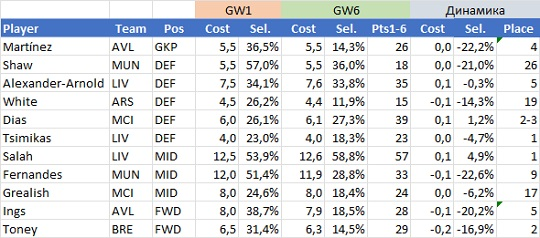 GW1 GW6 Динамика
Player Team Pos Cost Sel. Cost Sel. Pts1-6 Cost Sel. Place
Martínez AVL GKP 5,5 36,5% 5,5 14,3% 26 0,0 -22,2% 4
Shaw MUN DEF 5,5 57,0% 5,5 36,0% 18 0,0 -21,0% 26
Alexander-Arnold LIV DEF 7,5 34,1% 7,6 33,8% 35 0,1 -0,3% 5
White ARS DEF 4,5 26,2% 4,4 11,9% 15 -0,1 -14,3% 19
Dias MCI DEF 6,0 26,1% 6,1 27,3% 39 0,1 1,2% 2-3
Tsimikas LIV DEF 4,0 23,0% 4,0 18,3% 23 0,0 -4,7% 1
Salah LIV MID 12,5 53,9% 12,6 58,8% 57 0,1 4,9% 1
Fernandes MUN MID 12,0 51,4% 11,9 28,8% 33 -0,1 -22,6% 9
Grealish MCI MID 8,0 24,6% 8,0 18,4% 24 0,0 -6,2% 17
Ings AVL FWD 8,0 38,7% 7,9 18,5% 28 -0,1 -20,2% 5
Toney BRE FWD 6,5 31,4% 6,3 14,5% 29 -0,2 -16,9% 2